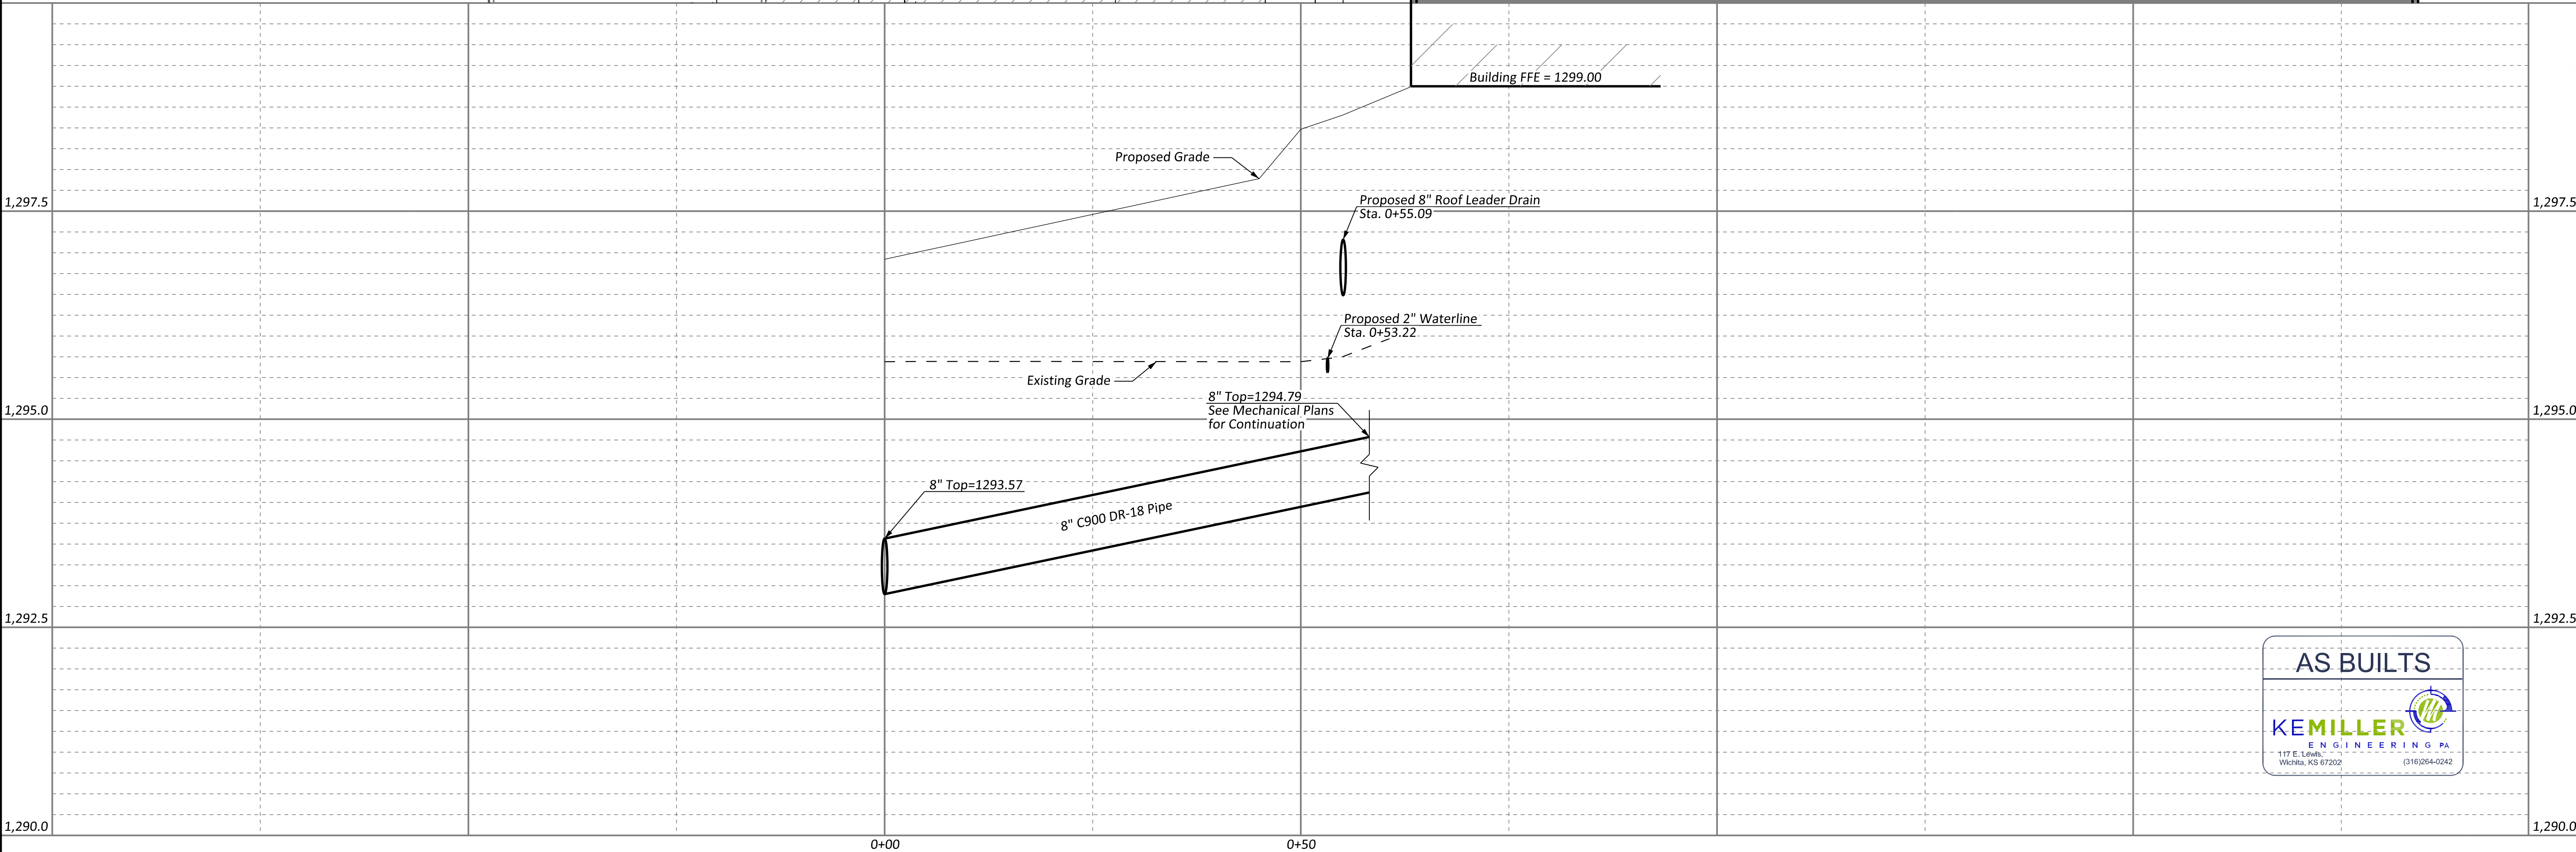 Building FFE = 1299.00
Proposed Grade
1,297.5
1,297.5
Proposed 8" Roof Leader Drain
Sta. 0+55.09
Proposed 2" Waterline
Sta. 0+53.22
Existing Grade
8" Top=1294.79
See Mechanical Plans
for Continuation
1,295.0
1,295.0
8" Top=1293.57
8" C900 DR-18 Pipe
1,292.5
1,292.5
AS BUILTS
KEMILLER
ENGINEERING PA
117 E. Lewis,
Wichita, KS 67202
(316)264-0242
1,290.0
1,290.0
0+00
0+50